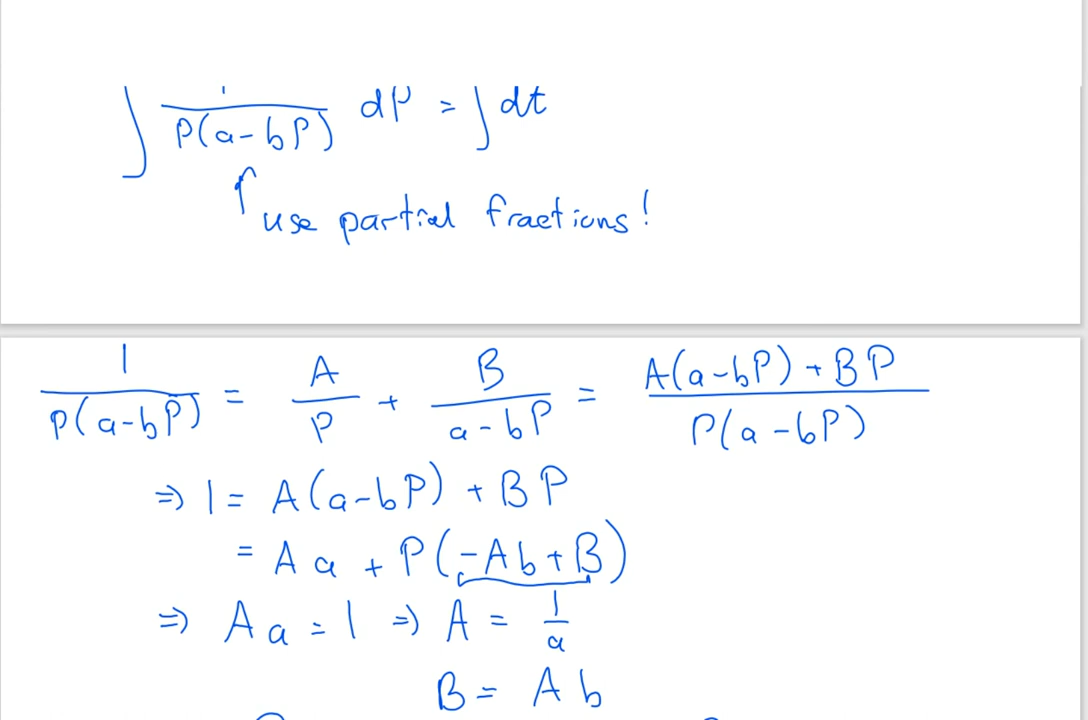 ∫ 1/(P(a-bP)) dP = ∫ dt
↑ use partial fractions!
1/(P(a-bP)) = A/P + B/(a-bP) = (A(a-bP) + BP)/(P(a-bP))
⇒ 1 = A(a-bP) + BP
= Aa + P(-Ab+B)
⇒ Aa = 1 ⇒ A = 1/a
B = Ab